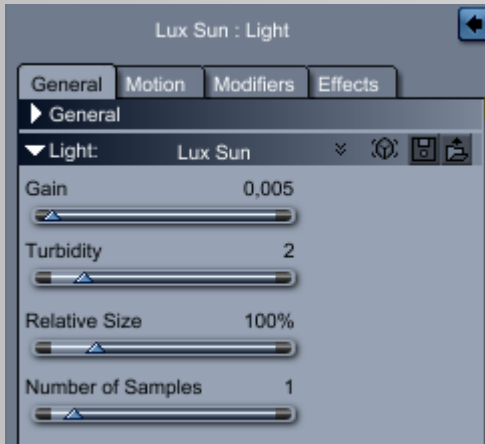 Lux Sun : Light
General Motion Modifiers Effects
General
Light: Lux Sun
Gain 0,005
Turbidity 2
Relative Size 100%
Number of Samples 1